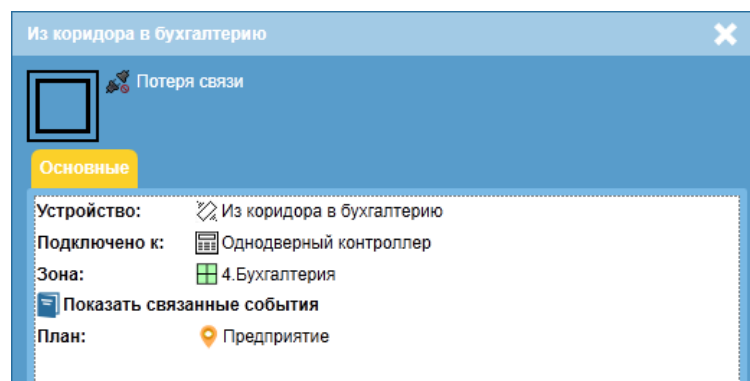 Из коридора в бухгалтерию
Потеря связи
Основные
Устройство: Из коридора в бухгалтерию
Подключено к: Однодверный контроллер
Зона: 4.Бухгалтерия
Показать связанные события
План: Предприятие